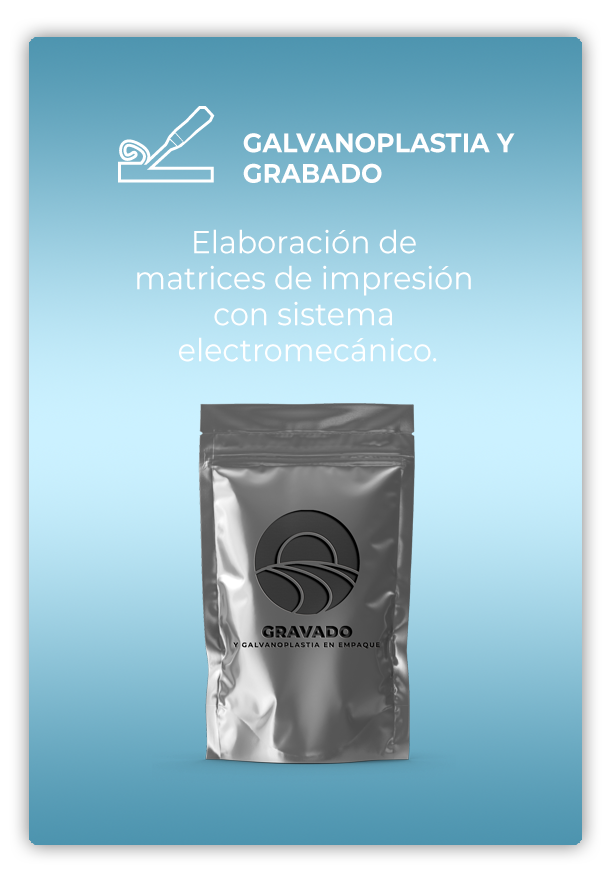 GALVANOPLASTIA Y
GRABADO
Elaboración de
matrices de impresión
con sistema
electromecánico.
GRAVADO
Y GALVANOPLASTIA EN EMPAQUE